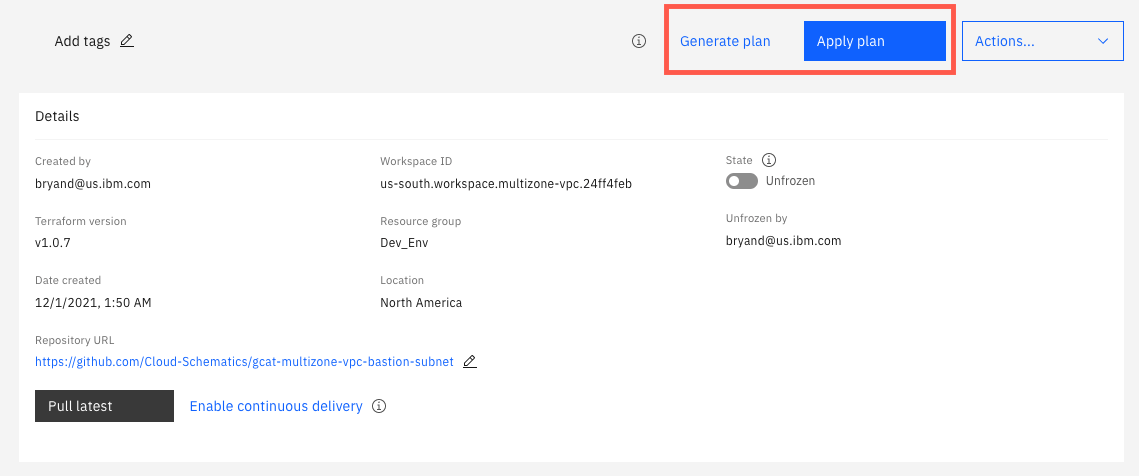 Add tags
Generate plan
Apply plan
Actions...
Details
Created by
bryand@us.ibm.com
Workspace ID
us-south.workspace.multizone-vpc.24ff4feb
State
Unfrozen
Terraform version
v1.0.7
Resource group
Dev_Env
Unfrozen by
bryand@us.ibm.com
Date created
12/1/2021, 1:50 AM
Location
North America
Repository URL
https://github.com/Cloud-Schematics/gcat-multizone-vpc-bastion-subnet
Pull latest
Enable continuous delivery